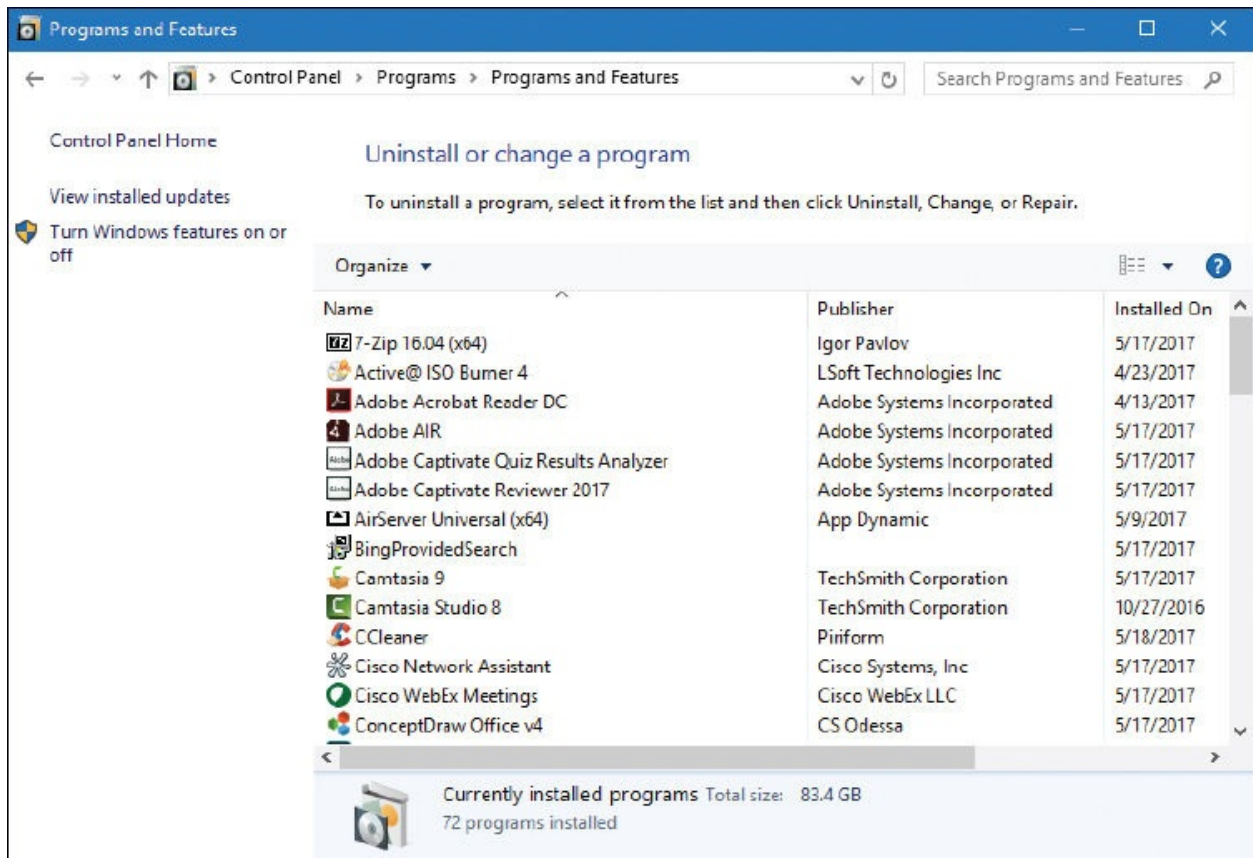 Programs and Features
Control Panel > Programs > Programs and Features
Search Programs and Features
Control Panel Home
View installed updates
Turn Windows features on or
off
Uninstall or change a program
To uninstall a program, select it from the list and then click Uninstall, Change, or Repair.
Organize
Name Publisher Installed On
7-Zip 16.04 (x64) Igor Pavlov 5/17/2017
Active@ ISO Burner 4 LSoft Technologies Inc 4/23/2017
Adobe Acrobat Reader DC Adobe Systems Incorporated 4/13/2017
Adobe AIR Adobe Systems Incorporated 5/17/2017
Adobe Captivate Quiz Results Analyzer Adobe Systems Incorporated 5/17/2017
Adobe Captivate Reviewer 2017 Adobe Systems Incorporated 5/17/2017
AirServer Universal (x64) App Dynamic 5/9/2017
BingProvidedSearch 5/17/2017
Camtasia 9 TechSmith Corporation 5/17/2017
Camtasia Studio 8 TechSmith Corporation 10/27/2016
CCleaner Piriform 5/18/2017
Cisco Network Assistant Cisco Systems, Inc 5/17/2017
Cisco WebEx Meetings Cisco WebEx LLC 5/17/2017
ConceptDraw Office v4 CS Odessa 5/17/2017
Currently installed programs Total size: 83.4 GB
72 programs installed